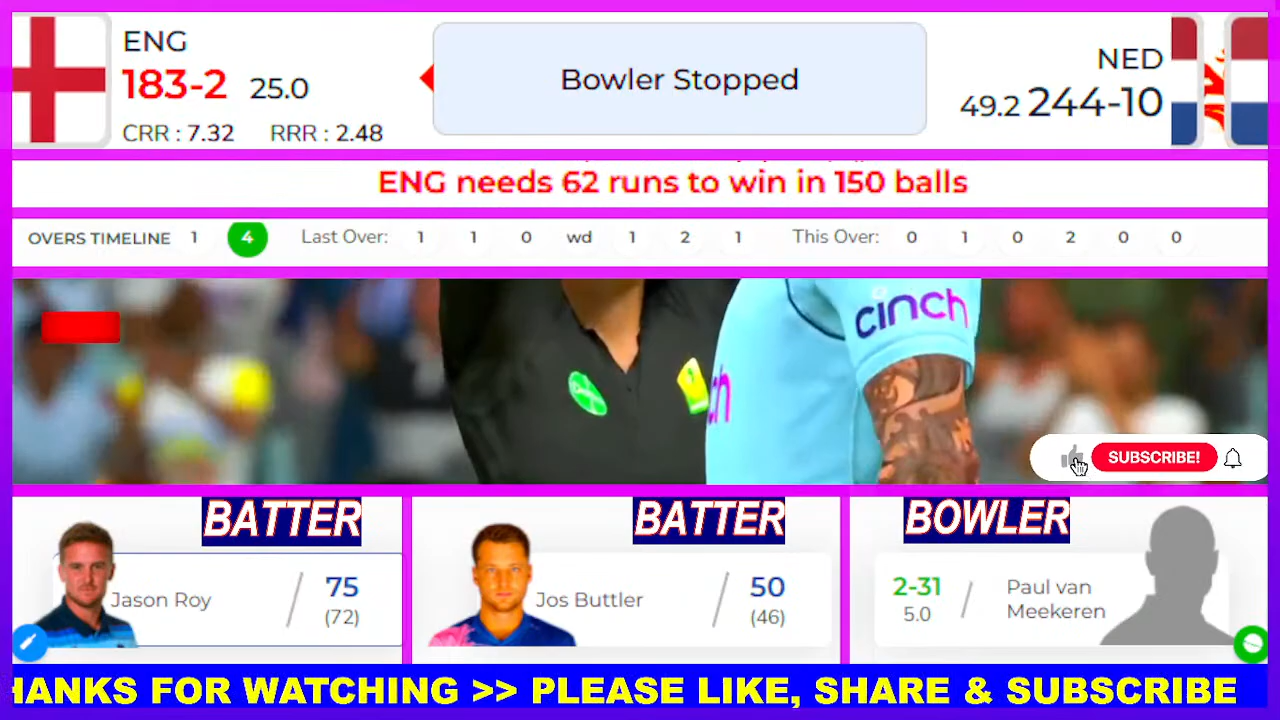 ENG
183-2 25.0
CRR : 7.32 RRR : 2.48
Bowler Stopped
NED
49.2 244-10
ENG needs 62 runs to win in 150 balls
OVERS TIMELINE 1 4 Last Over: 1 1 0 wd 1 2 1 This Over: 0 1 0 2 0 0
cinch
ch
SUBSCRIBE!
BATTER
Jason Roy
75
(72)
BATTER
Jos Buttler
50
(46)
BOWLER
2-31
5.0
Paul van
Meekeren
HANKS FOR WATCHING >> PLEASE LIKE, SHARE & SUBSCRIBE